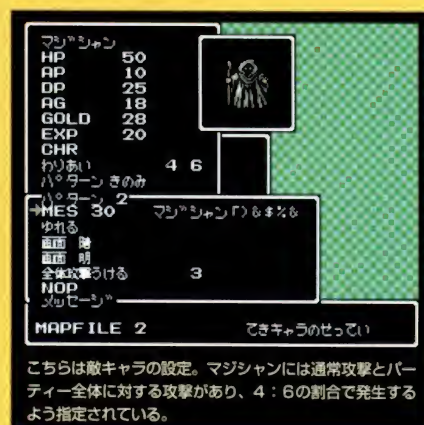 マジシャン
HP 50
AP 10
DP 25
AG 18
GOLD 28
EXP 20
CHR
わりあい 4 6
パターン きのみ
パターン 2
MES 30 マジシャン「)&$%&
ゆれる
画面 暗
画面 明
全体攻撃うける 3
NOP
メッセージ
MAPFILE 2 てきキャラのせってい
こちらは敵キャラの設定。マジシャンには通常攻撃とパー
ティー全体に対する攻撃があり、4:6の割合で発生する
よう指定されている。